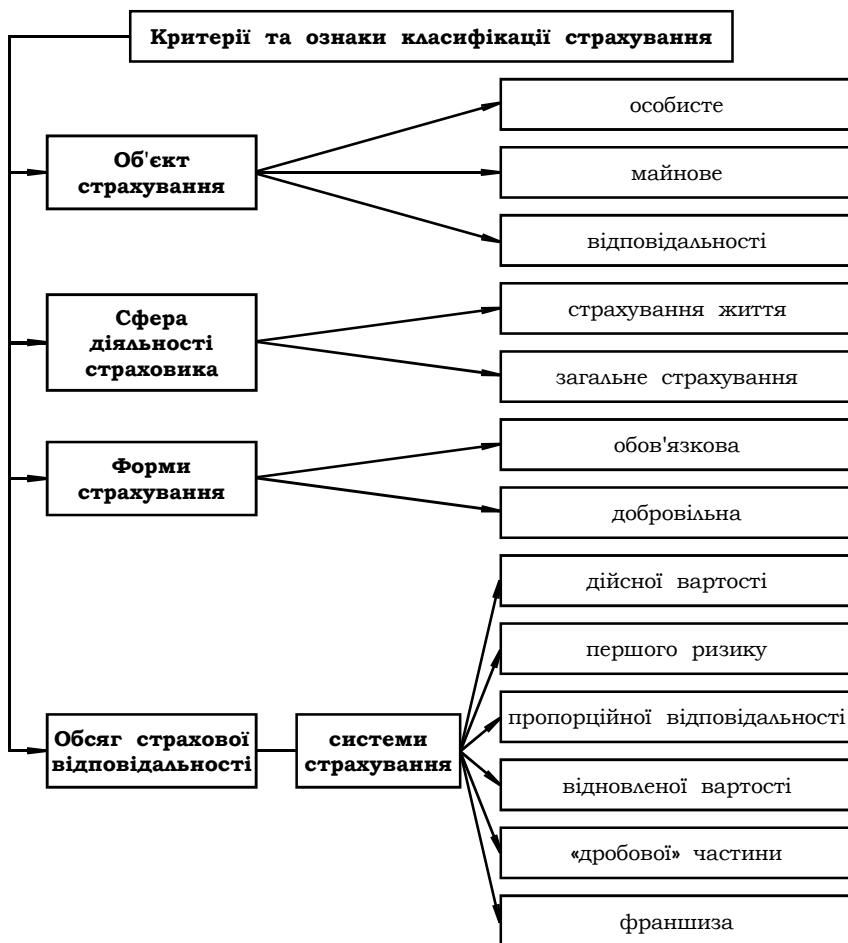 Критерії та ознаки класифікації страхування
Об'єкт
страхування
особисте
майнове
відповідальності
Сфера
діяльності
страховика
страхування життя
загальне страхування
Форми
страхування
обов'язкова
добровільна
Обсяг страхової
відповідальності
системи
страхування
дійсної вартості
першого ризику
пропорційної відповідальності
відновленої вартості
«дробової» частини
франшиза